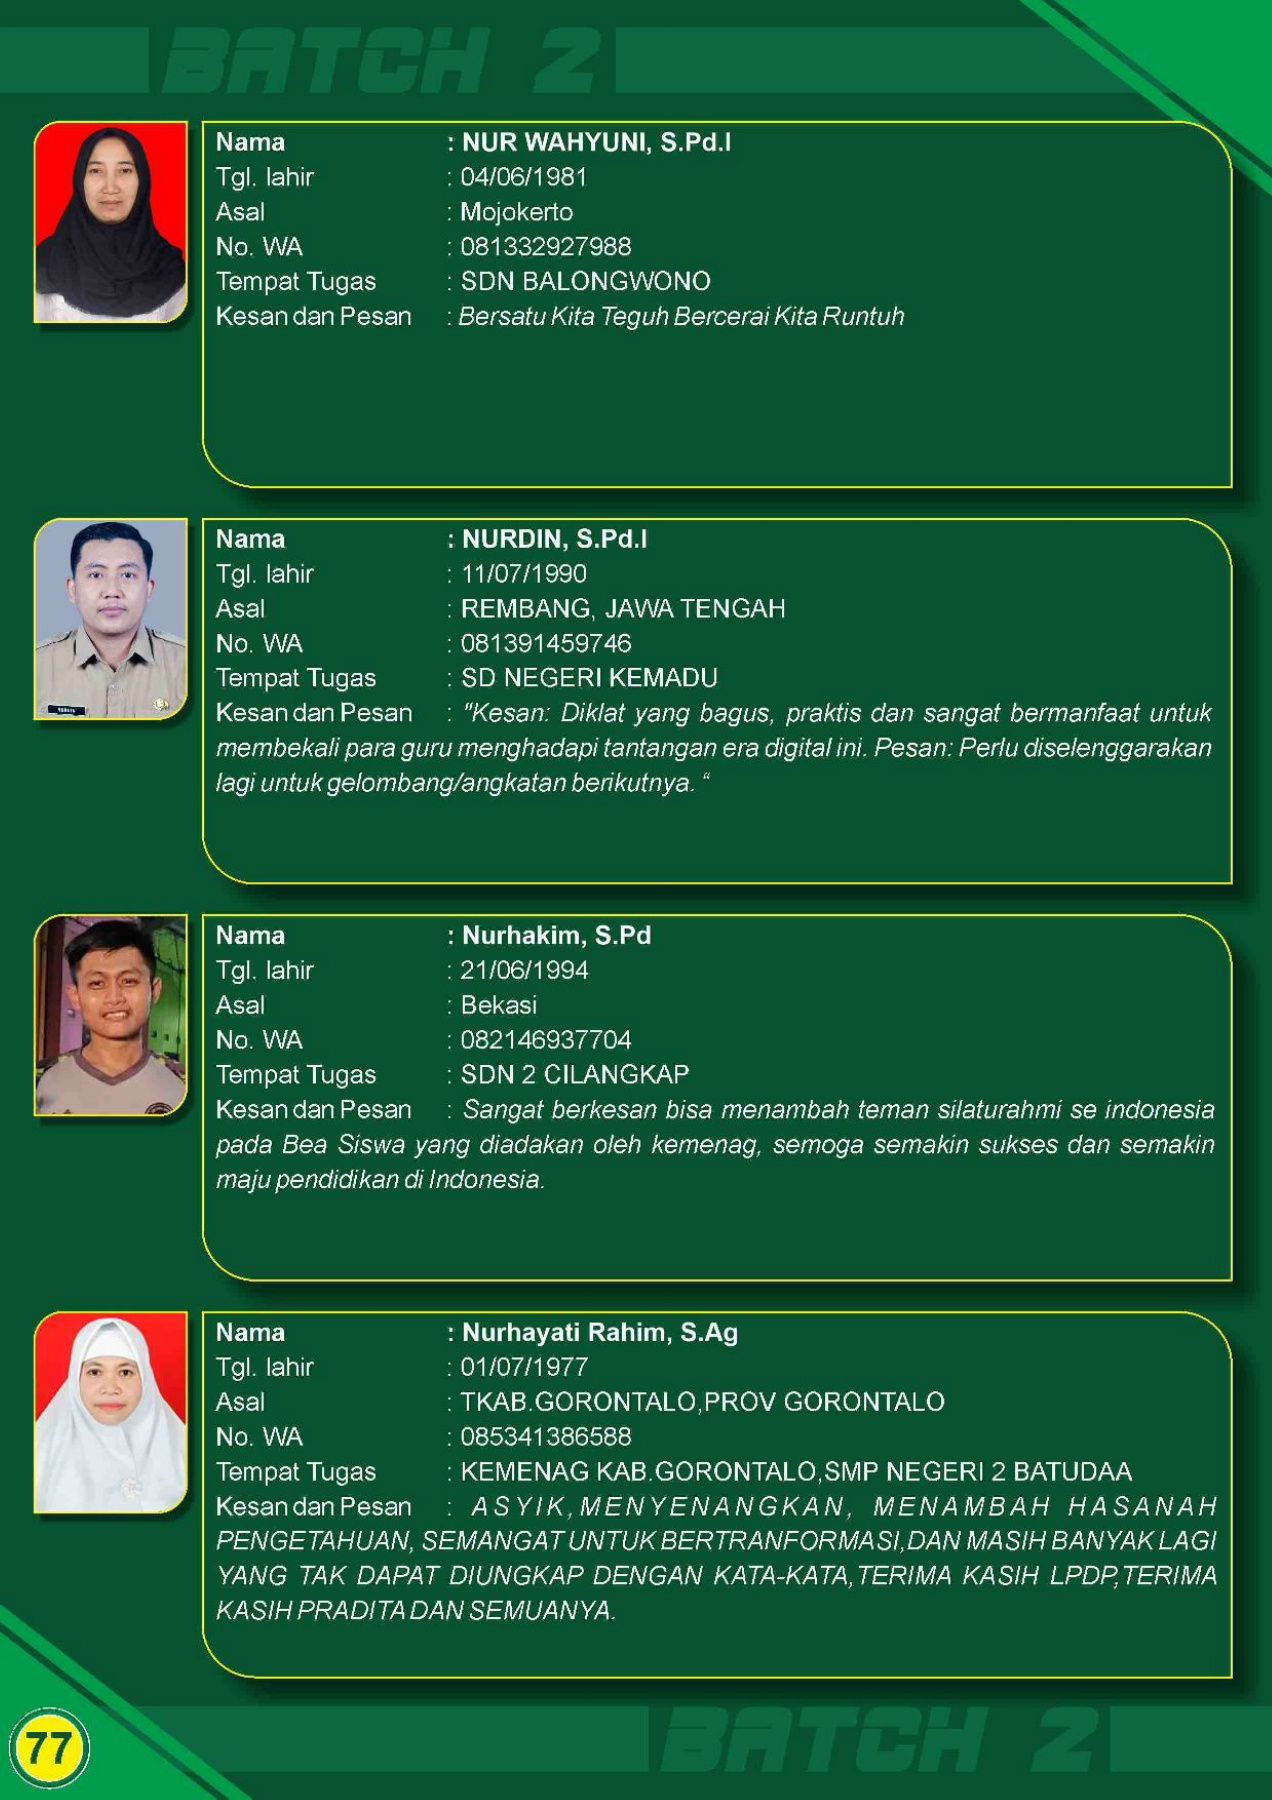 BATCH 2
Nama : NUR WAHYUNI, S.Pd.I
Tgl. lahir : 04/06/1981
Asal : Mojokerto
No. WA : 081332927988
Tempat Tugas : SDN BALONGWONO
Kesan dan Pesan : Bersatu Kita Teguh Bercerai Kita Runtuh
Nama : NURDIN, S.Pd.I
Tgl. lahir : 11/07/1990
Asal : REMBANG, JAWA TENGAH
No. WA : 081391459746
Tempat Tugas : SD NEGERI KEMADU
Kesan dan Pesan : "Kesan: Diklat yang bagus, praktis dan sangat bermanfaat untuk
membekali para guru menghadapi tantangan era digital ini. Pesan: Perlu diselenggarakan
lagi untuk gelombang/angkatan berikutnya. “
Nama : Nurhakim, S.Pd
Tgl. lahir : 21/06/1994
Asal : Bekasi
No. WA : 082146937704
Tempat Tugas : SDN 2 CILANGKAP
Kesan dan Pesan : Sangat berkesan bisa menambah teman silaturahmi se indonesia
pada Bea Siswa yang diadakan oleh kemenag, semoga semakin sukses dan semakin
maju pendidikan di Indonesia.
Nama : Nurhayati Rahim, S.Ag
Tgl. lahir : 01/07/1977
Asal : TKAB.GORONTALO,PROV GORONTALO
No. WA : 085341386588
Tempat Tugas : KEMENAG KAB.GORONTALO,SMP NEGERI 2 BATUDAA
Kesan dan Pesan : ASYIK,MENYENANGKAN, MENAMBAH HASANAH
PENGETAHUAN, SEMANGAT UNTUK BERTRANFORMASI,DAN MASIH BANYAK LAGI
YANG TAK DAPAT DIUNGKAP DENGAN KATA-KATA,TERIMA KASIH LPDP,TERIMA
KASIH PRADITA DAN SEMUANYA.
77
BATCH 2